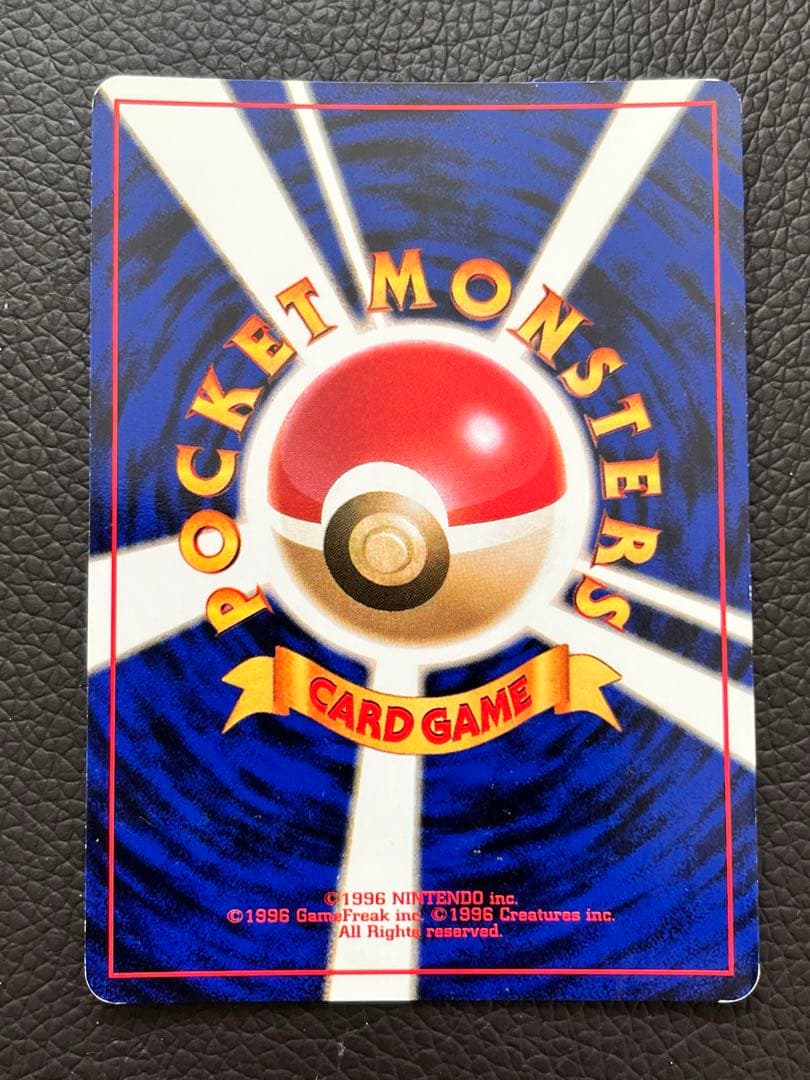 POCKET MONSTERS
CARD GAME
©1996 NINTENDO inc.
©1996 GameFreak inc. ©1996 Creatures inc.
All Rights reserved.